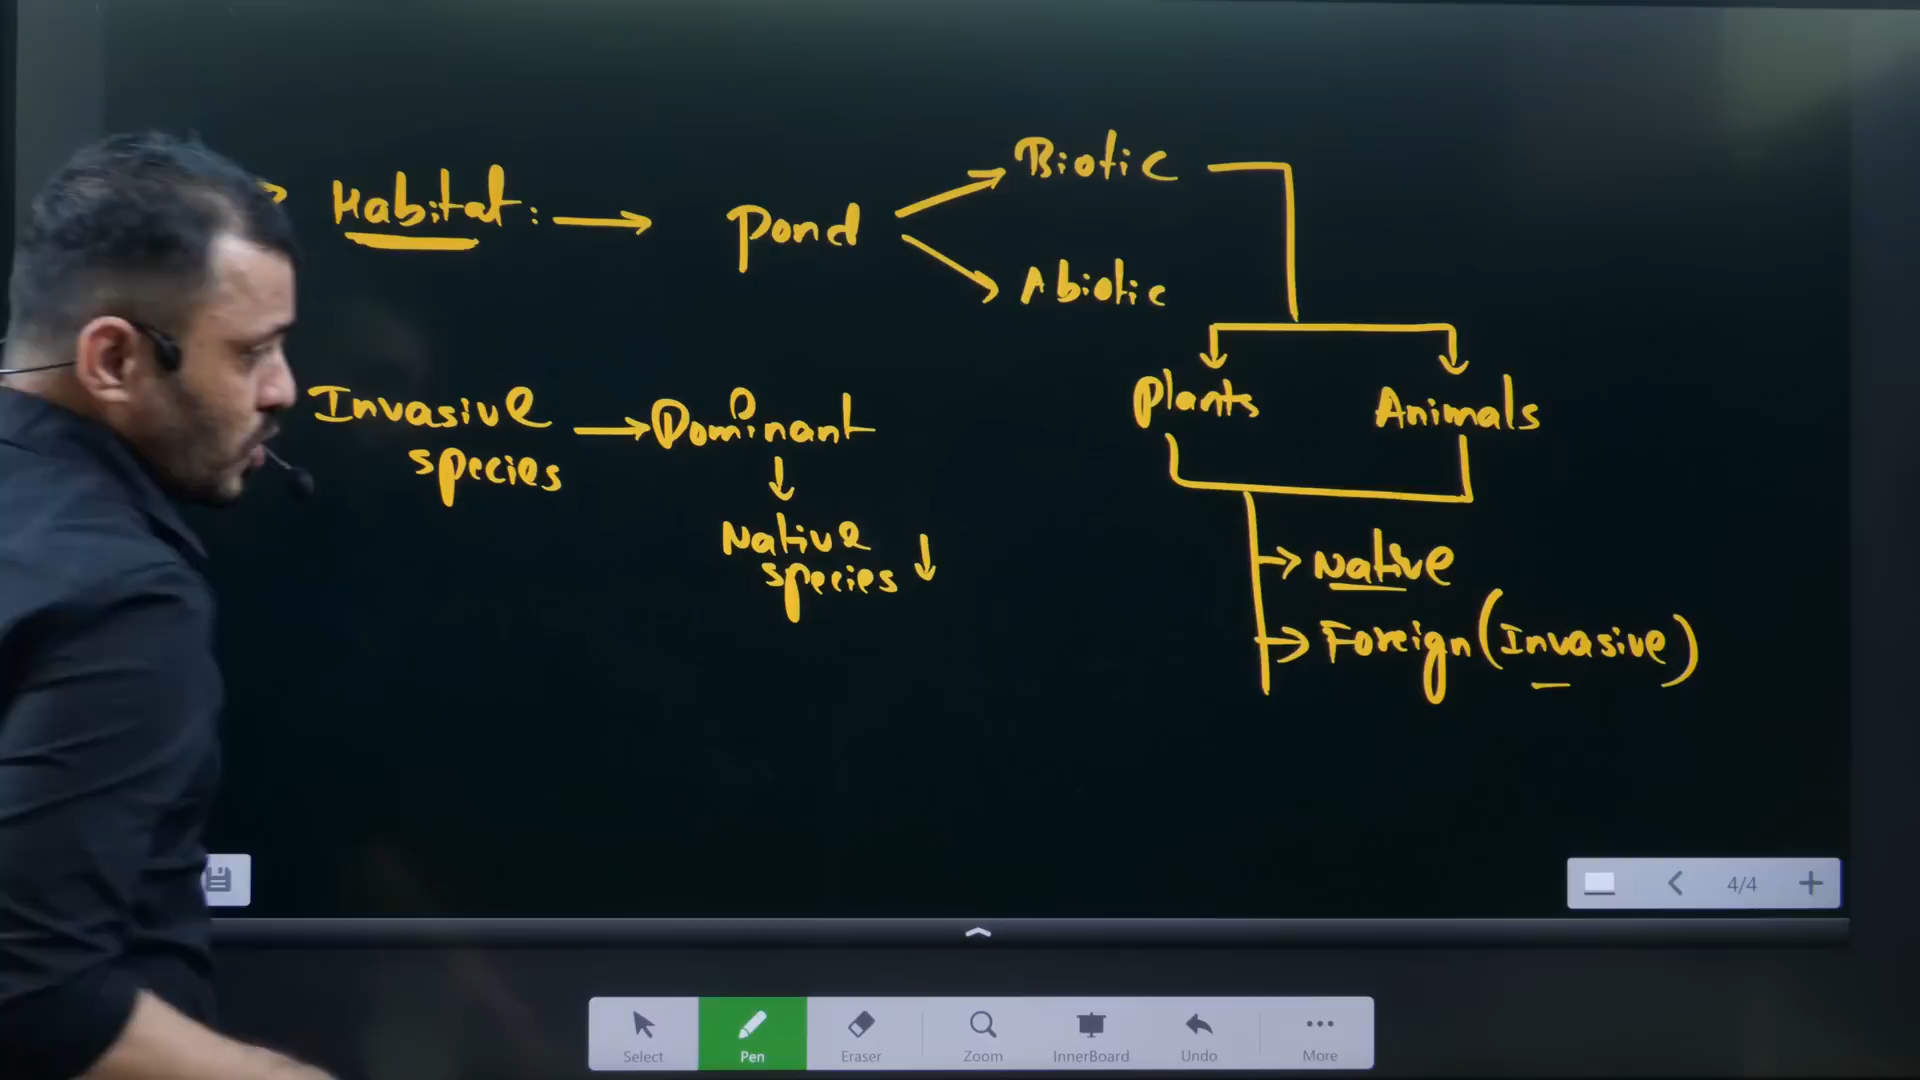 Habitat: → Pond
Biotic
Abiotic
Plants
Animals
Invasive species → Dominant
↓
Native species ↓
→ Native
→ Foreign (Invasive)
4/4
Select
Pen
Eraser
Zoom
InnerBoard
Undo
More